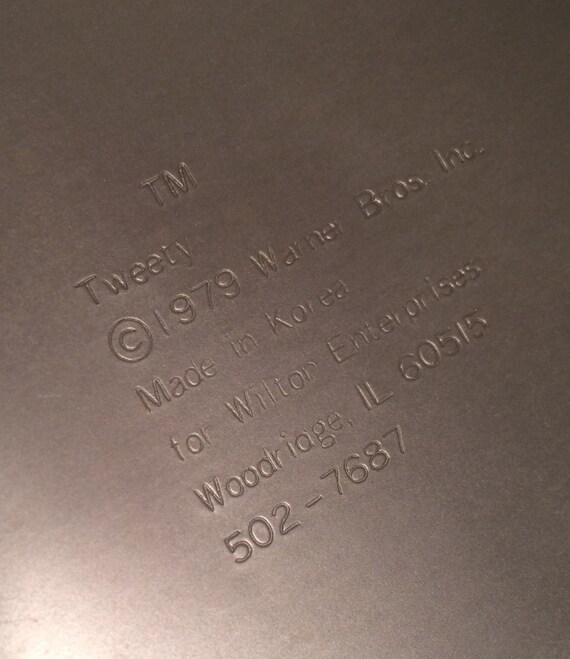 TM
Tweety
©1979 Warner Bros. Inc.
Made in Korea
for Wilton Enterprises
Woodridge, IL 60515
502-7687